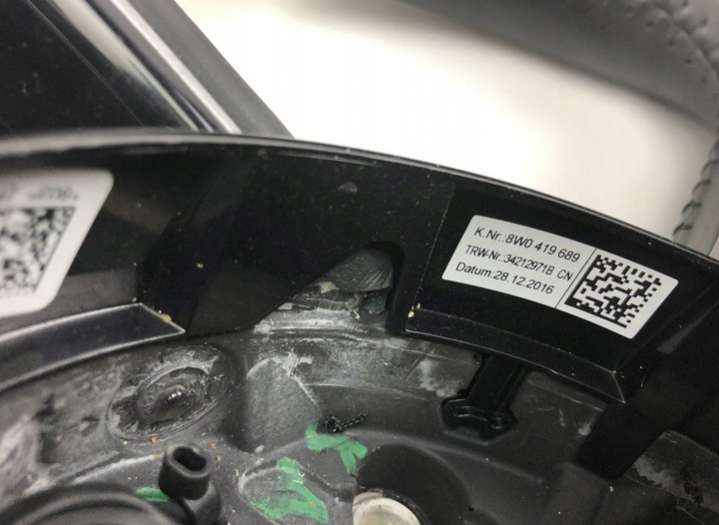 K.Nr.:8W0 419 689
TRW-Nr.:34212971B CN
Datum:28.12.2016